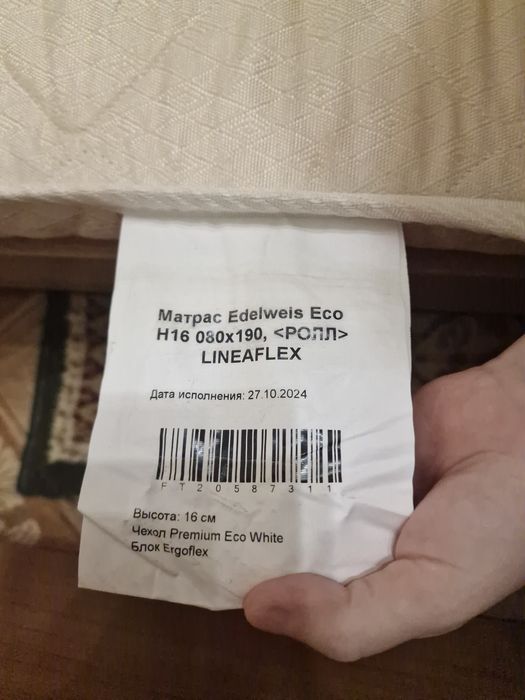 Матрас Edelweis Eco
H16 080x190, <РОЛЛ>
LINEAFLEX
Дата исполнения: 27.10.2024
FT20587311
Высота: 16 см
Чехол Premium Eco White
Блок Ergoflex